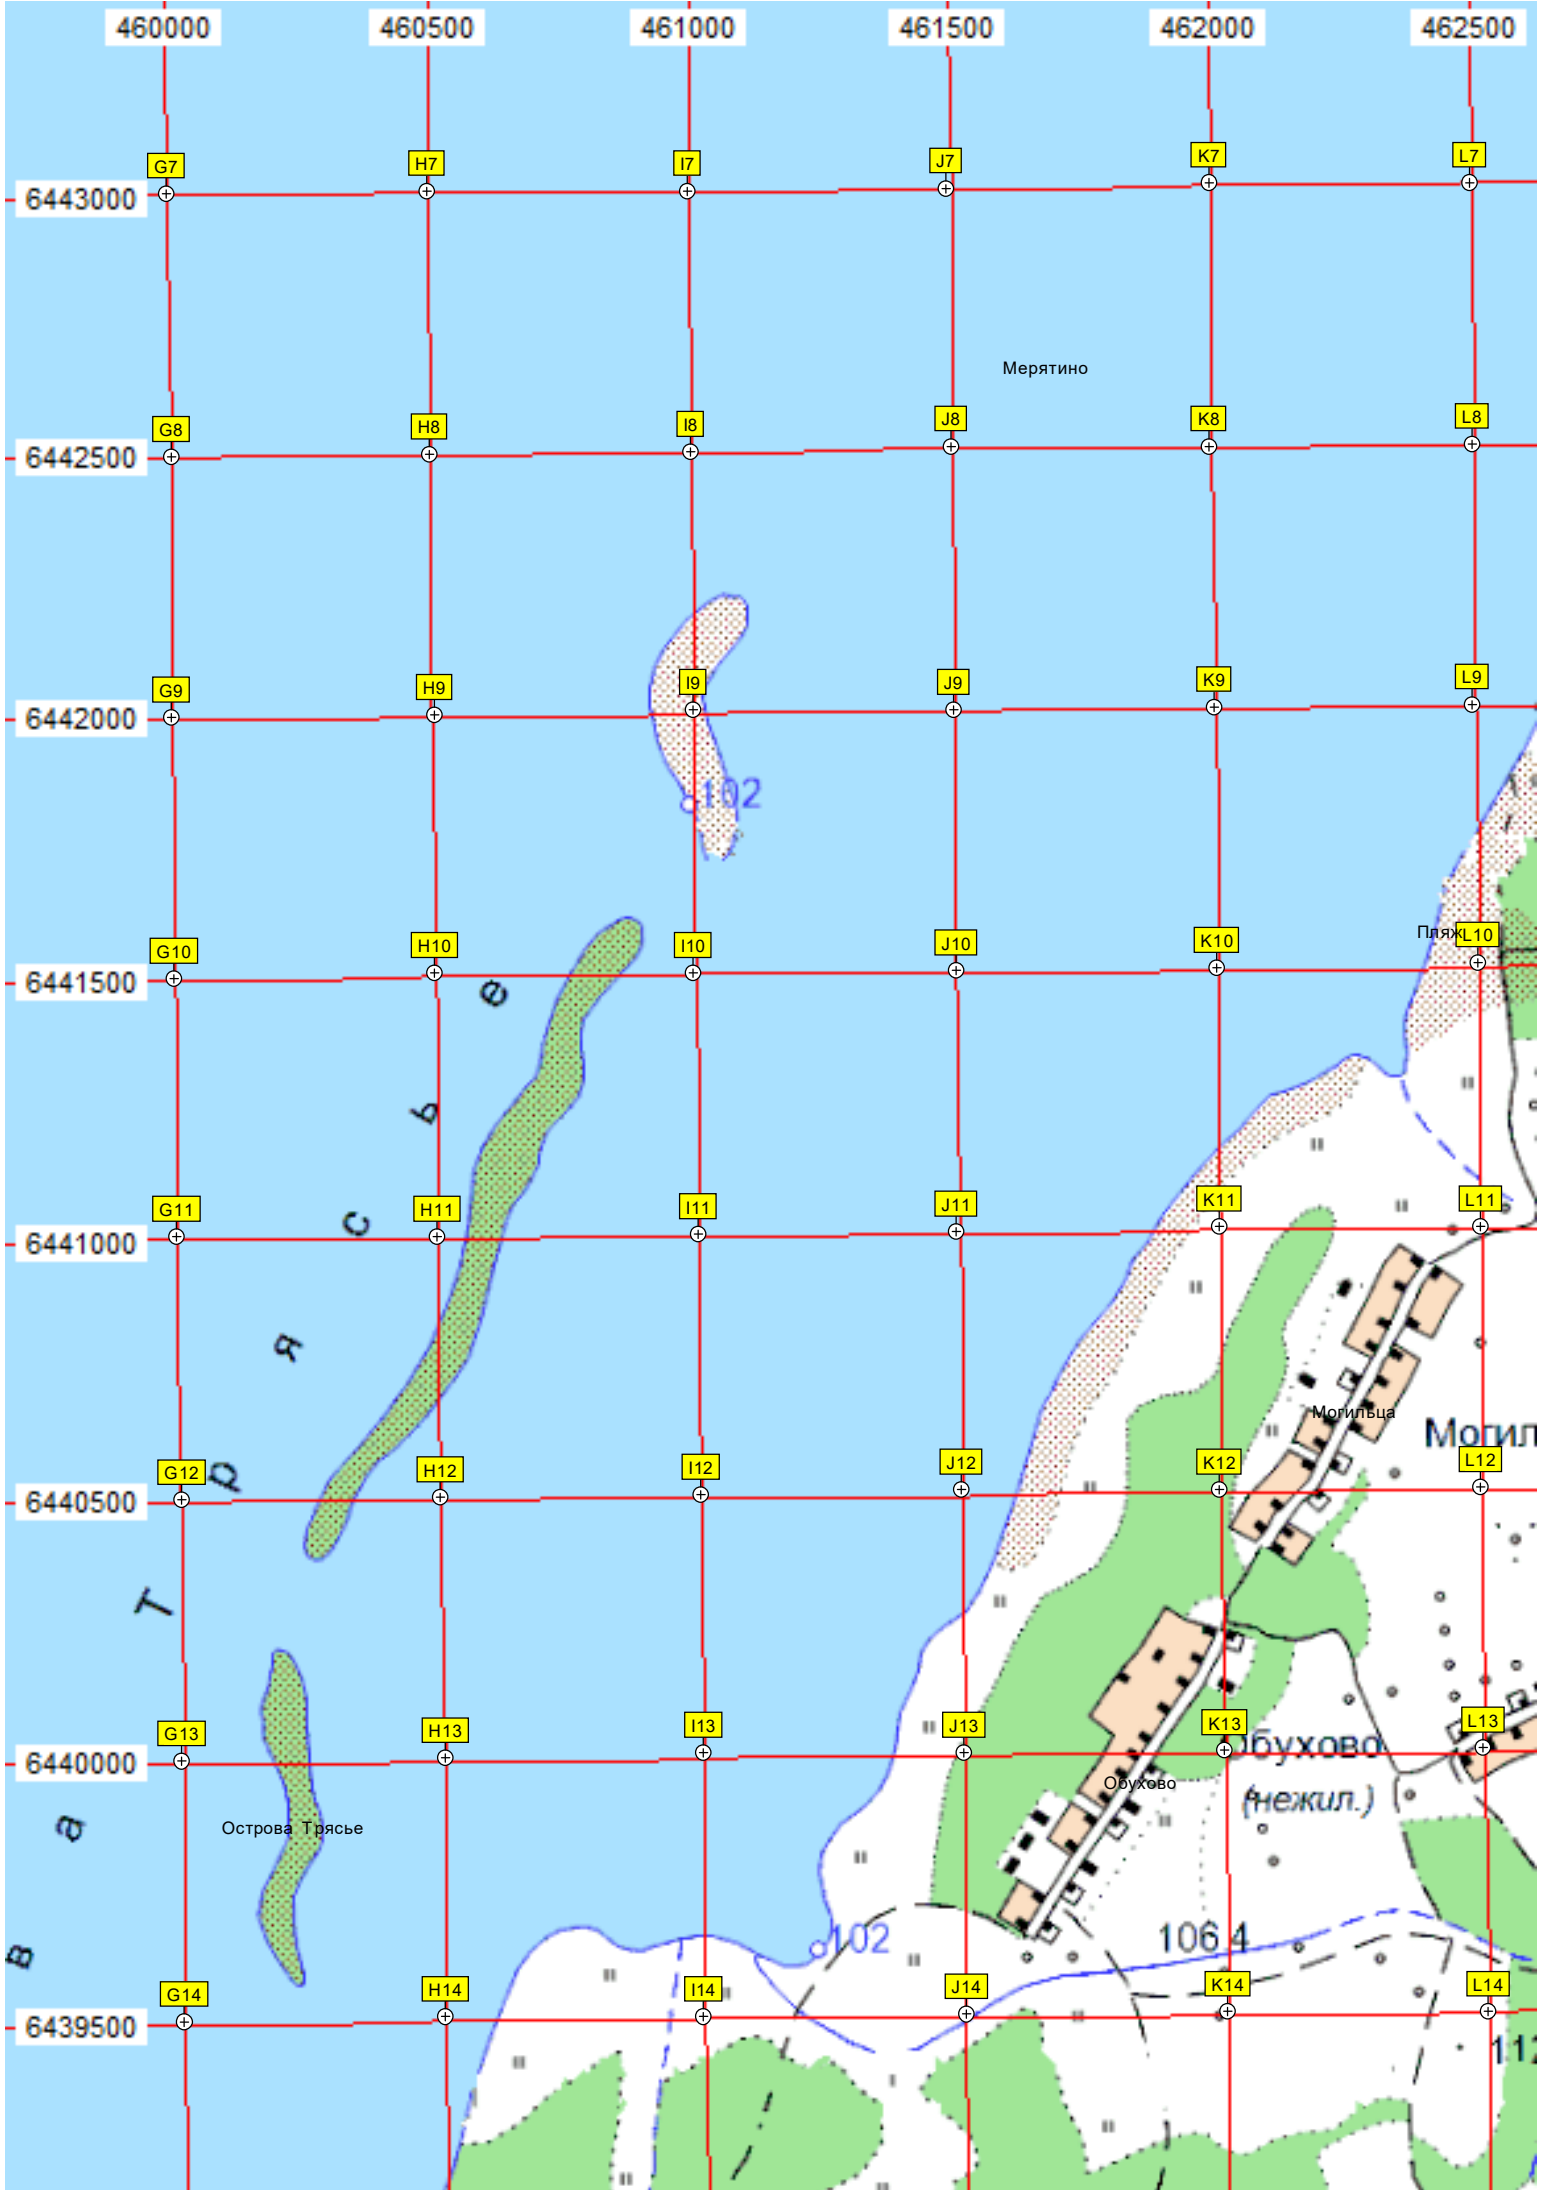 460000 460500 461000 461500 462000 462500
G7 H7 I7 J7 K7 L7
6443000
Мерятино
G8 H8 I8 J8 K8 L8
6442500
G9 H9 I9 J9 K9 L9
6442000
102
Пляж
G10 H10 I10 J10 K10 L10
6441500
е
ь
G11 H11 I11 J11 K11 L11
6441000
с
я
Могильца
Могил
G12 H12 I12 J12 K12 L12
р
6440500
Т
G13 H13 I13 J13 K13 L13
6440000
бухово
Обухово
(нежил.)
а
Острова Трясье
102
106 4
в
G14 H14 I14 J14 K14 L14
6439500
112